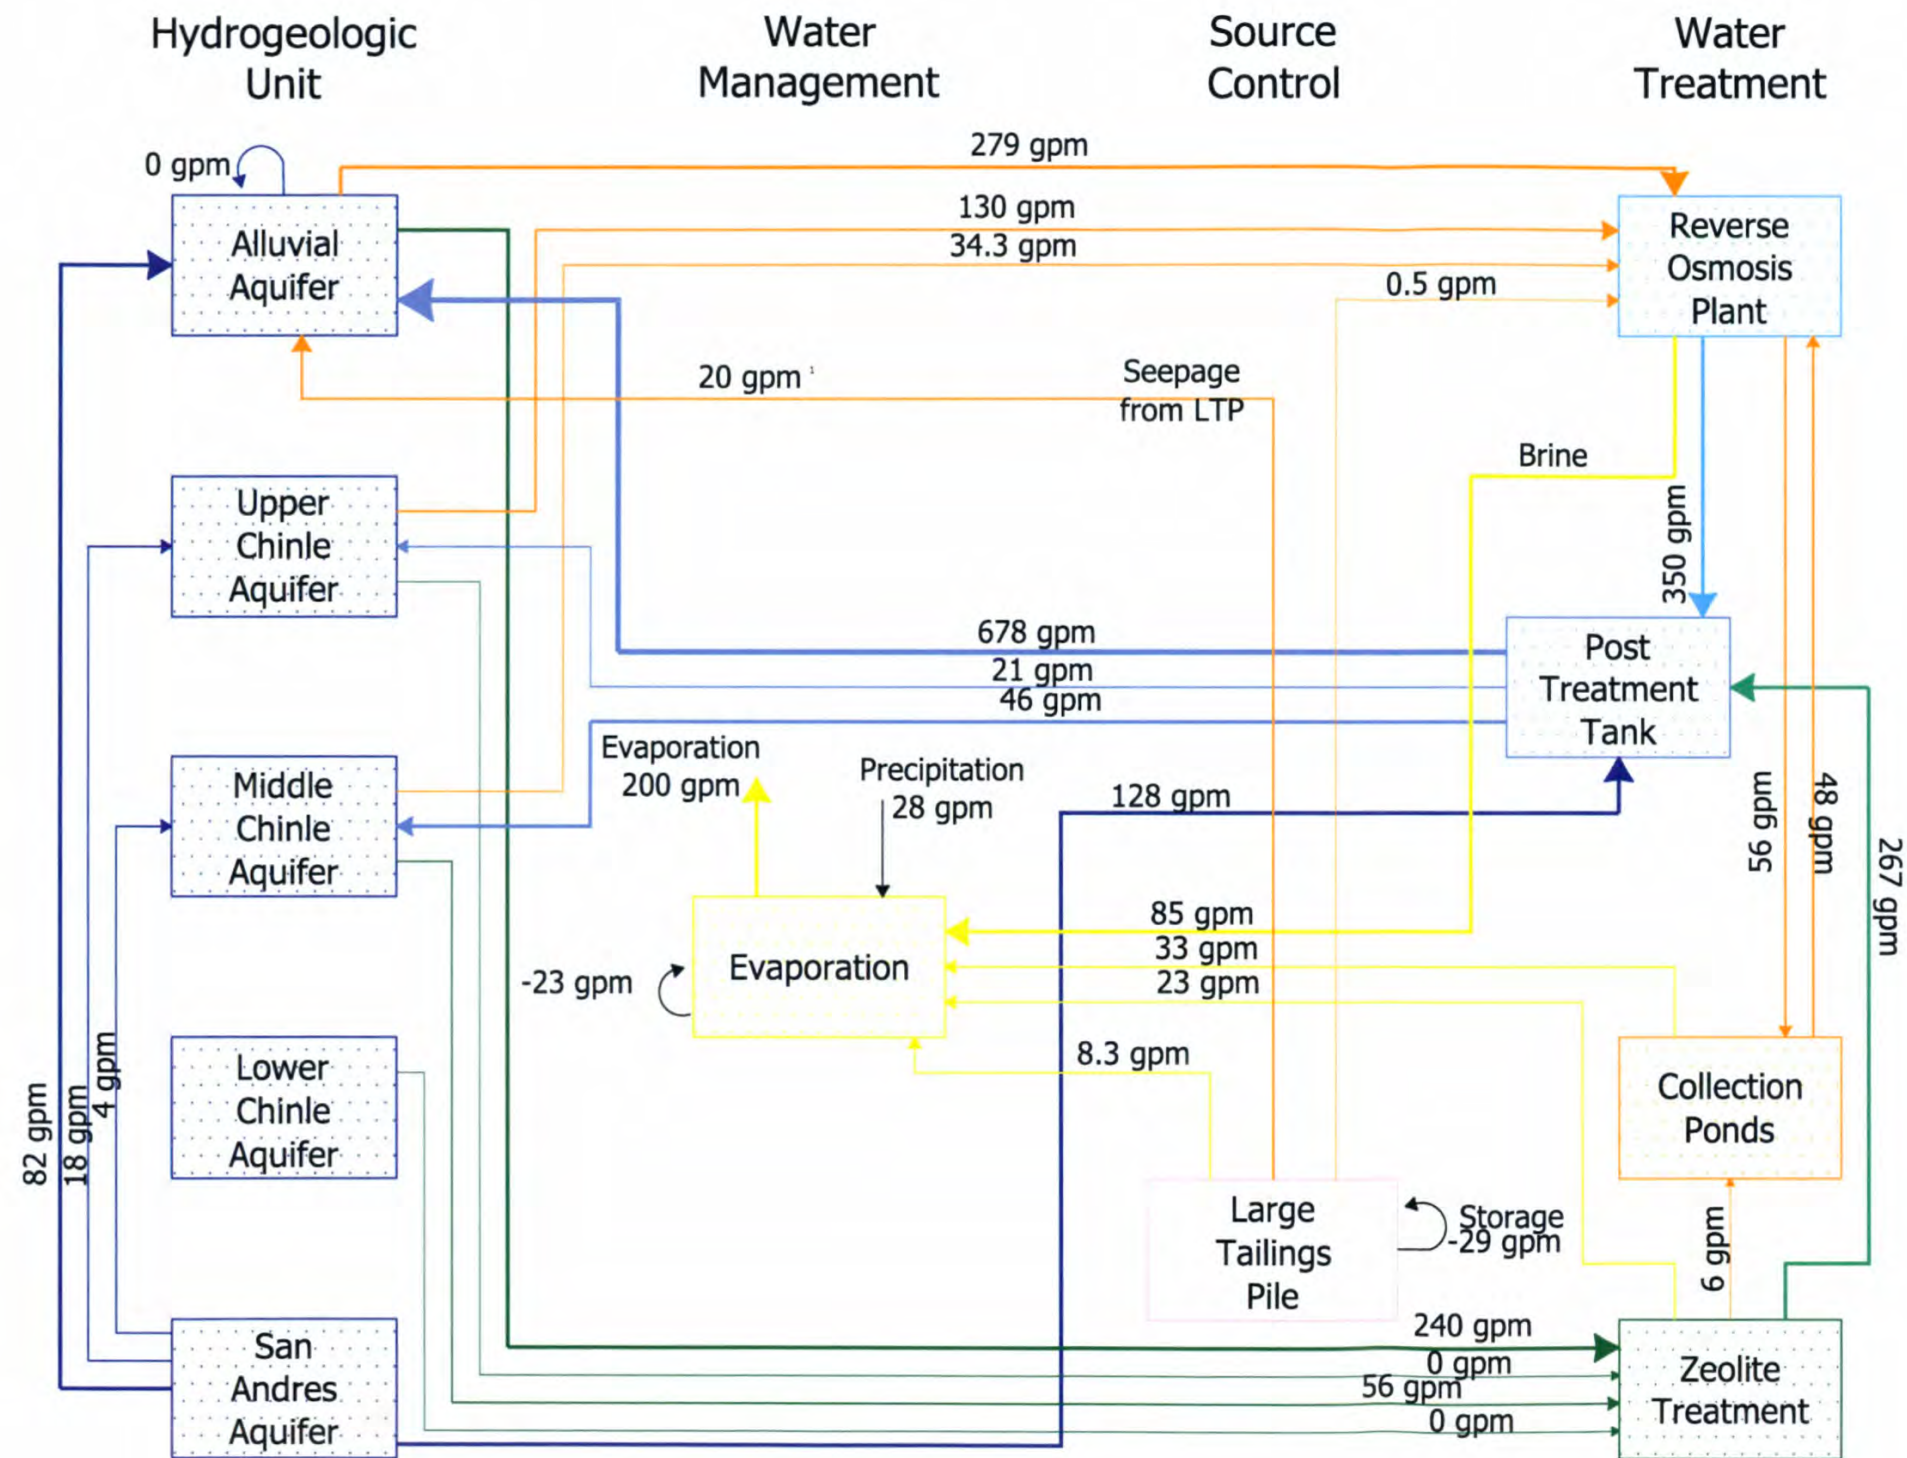 Hydrogeologic
Unit
Water
Management
Source
Control
Water
Treatment
0 gpm
279 gpm
130 gpm
34.3 gpm
0.5 gpm
Alluvial
Aquifer
Reverse
Osmosis
Plant
20 gpm 1
Seepage
from LTP
Brine
Upper
Chinle
Aquifer
350 gpm
678 gpm
21 gpm
46 gpm
Post
Treatment
Tank
Evaporation
200 gpm
Precipitation
28 gpm
128 gpm
Middle
Chinle
Aquifer
56 gpm
48 gpm
267 gpm
85 gpm
33 gpm
23 gpm
-23 gpm
Evaporation
8.3 gpm
Lower
Chinle
Aquifer
Collection
Ponds
82 gpm
18 gpm
4 gpm
Large
Tailings
Pile
Storage
-29 gpm
6 gpm
San
Andres
Aquifer
240 gpm
0 gpm
56 gpm
0 gpm
Zeolite
Treatment